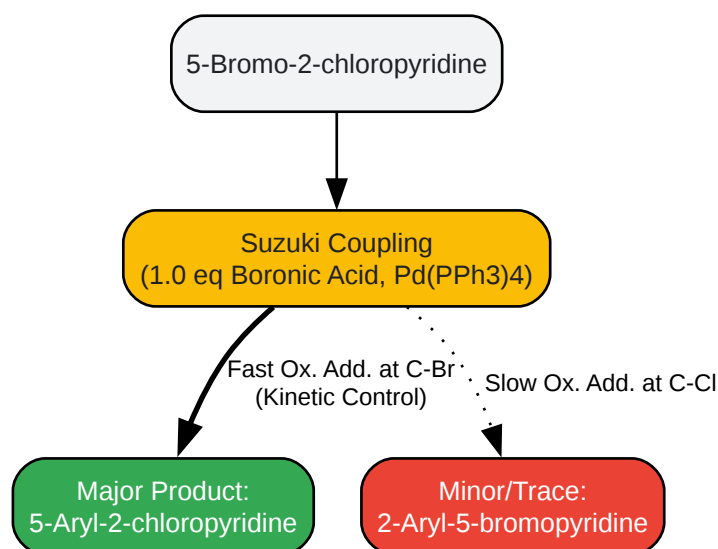 5-Bromo-2-chloropyridine
Suzuki Coupling
(1.0 eq Boronic Acid, Pd(PPh3)4)
Fast Ox. Add. at C-Br
(Kinetic Control)
Slow Ox. Add. at C-Cl
Major Product:
5-Aryl-2-chloropyridine
Minor/Trace:
2-Aryl-5-bromopyridine